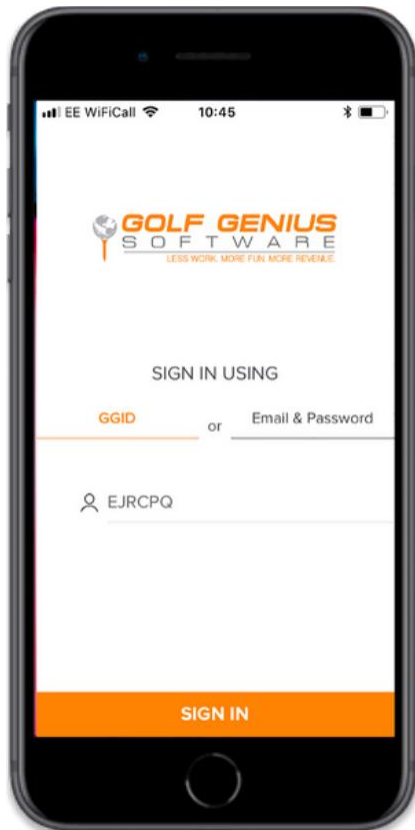 EE WiFiCall 10:45
GOLF GENIUS
SOFTWARE
LESS WORK. MORE FUN. MORE REVENUE.
SIGN IN USING
GGID or Email & Password
EJRCPQ
SIGN IN